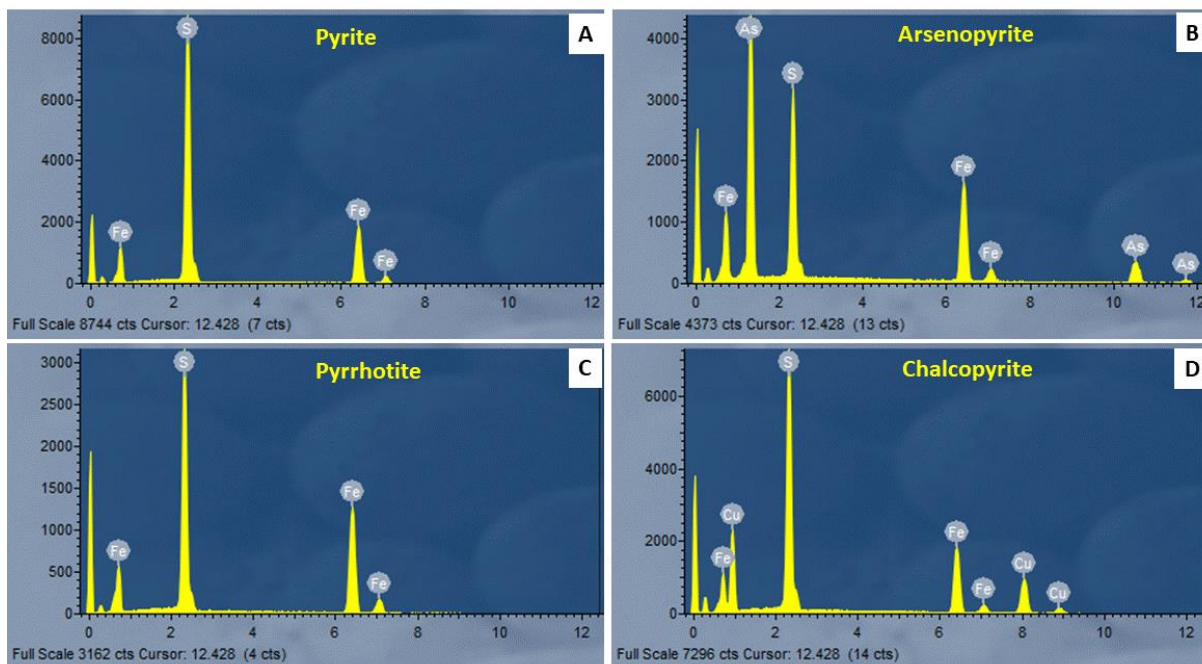 Pyrite
A
8000
6000
4000
2000
0
S
Fe
Fe
Fe
0 2 4 6 8 10 12
Full Scale 8744 cts Cursor: 12.428 (7 cts)
Arsenopyrite
B
4000
3000
2000
1000
0
As
S
Fe
Fe
Fe
As
As
0 2 4 6 8 10 12
Full Scale 4373 cts Cursor: 12.428 (13 cts)
Pyrrhotite
C
3000
2500
2000
1500
1000
500
0
S
Fe
Fe
Fe
0 2 4 6 8 10 12
Full Scale 3162 cts Cursor: 12.428 (4 cts)
Chalcopyrite
D
6000
4000
2000
0
S
Cu
Fe
Fe
Fe
Cu
Cu
0 2 4 6 8 10 12
Full Scale 7296 cts Cursor: 12.428 (14 cts)